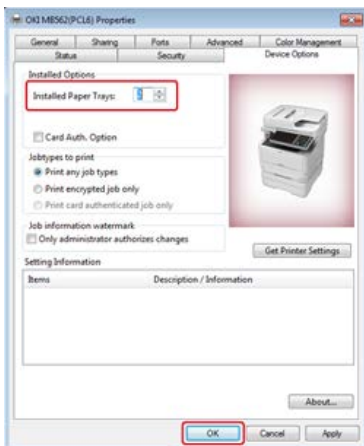 OKI MB562(PCL6) Properties
General Sharing Ports Advanced Color Management
Status Security Device Options
Installed Options
Installed Paper Trays:
Card Auth. Option
Jobtypes to print
Print any job types
Print encrypted job only
Print card authenticated job only
Job information watermark
Only administrator authorizes changes
Get Printer Settings
Setting Information
Items Description / Information
About...
OK Cancel Apply